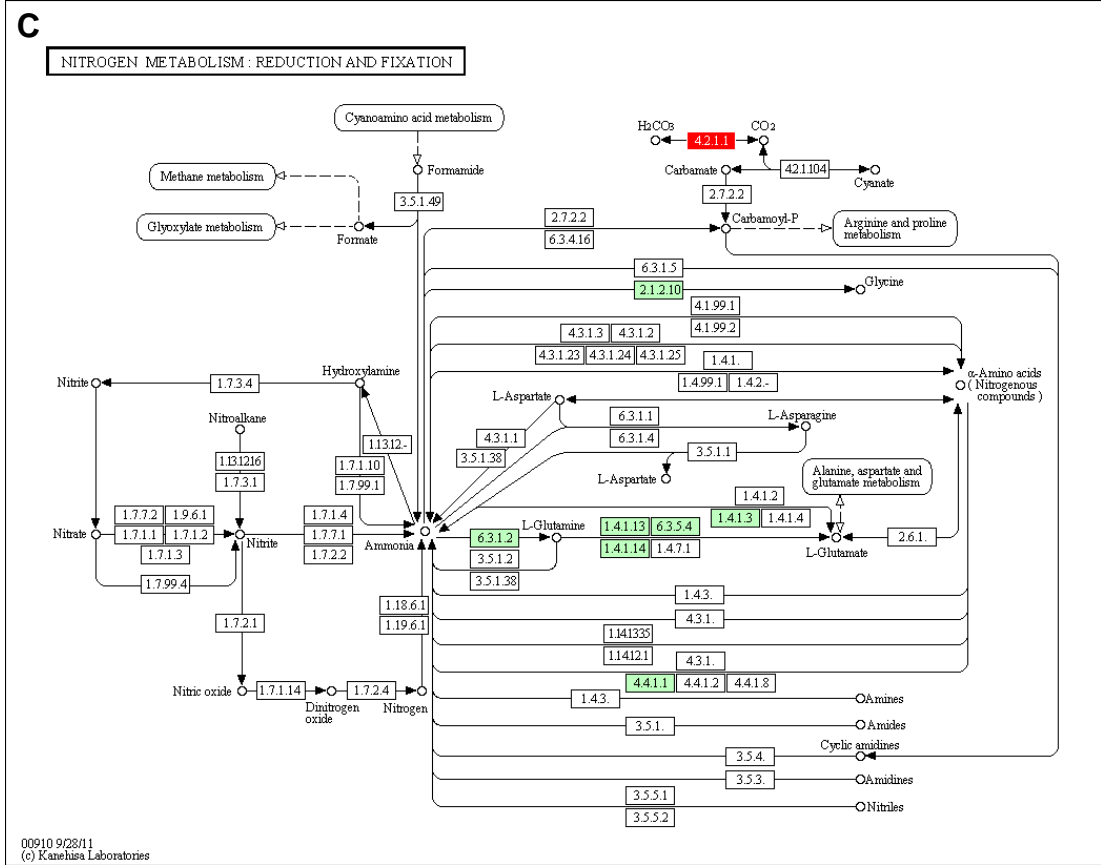 C
NITROGEN METABOLISM : REDUCTION AND FIXATION
Cyanoamino acid metabolism
H2CO3
4.2.1.1
CO2
Methane metabolism
Formamide
Carbamate
4.2.1.104
Cyanate
3.5.1.49
2.7.2.2
Glyoxylate metabolism
Formate
2.7.2.2
6.3.4.16
Carbamoyl-P
Arginine and proline
metabolism
6.3.1.5
2.1.2.10
Glycine
4.1.99.1
4.1.99.2
4.3.1.3
4.3.1.2
4.3.1.23
4.3.1.24
4.3.1.25
1.4.1.
1.4.99.1
1.4.2.-
α-Amino acids
( Nitrogenous
compounds )
Nitrite
1.7.3.4
Hydroxylamine
L-Aspartate
Nitroalkane
6.3.1.1
6.3.1.4
L-Asparagine
1.13.12.-
4.3.1.1
3.5.1.38
3.5.1.1
1.13.1216
1.7.3.1
1.7.1.10
1.7.99.1
L-Aspartate
Alanine, aspartate and
glutamate metabolism
1.4.1.2
1.4.1.3
1.4.1.4
Nitrate
1.7.7.2
1.9.6.1
1.7.1.1
1.7.1.2
1.7.1.3
Nitrite
1.7.1.4
1.7.7.1
1.7.2.2
Ammonia
6.3.1.2
3.5.1.2
3.5.1.38
L-Glutamine
1.4.1.13
6.3.5.4
1.4.1.14
1.4.7.1
L-Glutamate
2.6.1.
1.7.99.4
1.7.2.1
1.18.6.1
1.19.6.1
1.4.3.
4.3.1.
1.14.1335
1.14.12.1
4.3.1.
4.4.1.1
4.4.1.2
4.4.1.8
Nitric oxide
1.7.1.14
Dinitrogen
oxide
1.7.2.4
Nitrogen
1.4.3.
Amines
3.5.1.
Amides
3.5.4.
Cyclic amidines
3.5.3.
Amidines
3.5.5.1
3.5.5.2
Nitriles
00910 9/28/11
(c) Kanehisa Laboratories